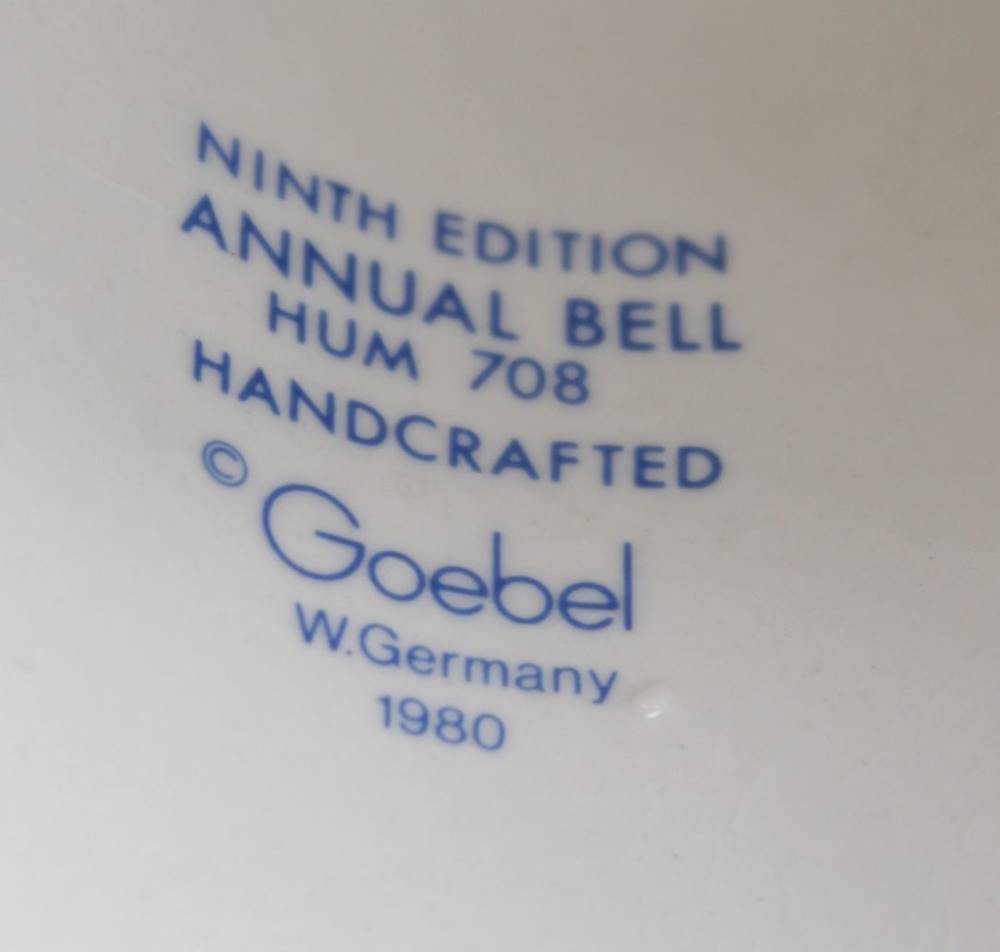 NINTH EDITION
ANNUAL BELL
HUM 708
HANDCRAFTED
© Goebel
W.Germany
1980